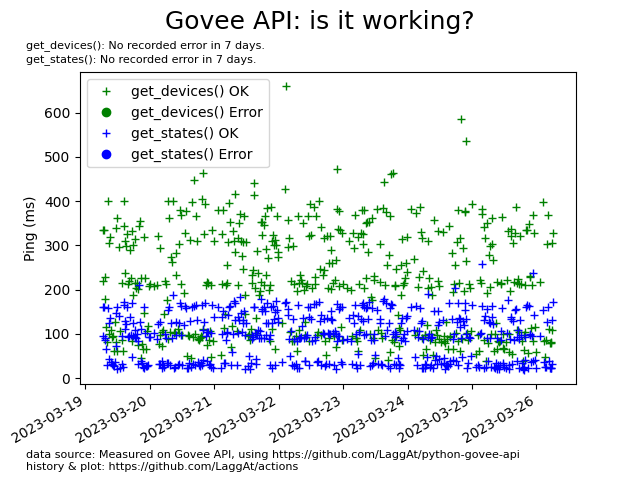 Govee API: is it working?
get_devices(): No recorded error in 7 days.
get_states(): No recorded error in 7 days.
get_devices() OK
get_devices() Error
get_states() OK
get_states() Error
Ping (ms)
600
500
400
300
200
100
0
2023-03-19
2023-03-20
2023-03-21
2023-03-22
2023-03-23
2023-03-24
2023-03-25
2023-03-26
data source: Measured on Govee API, using https://github.com/LaggAt/python-govee-api
history & plot: https://github.com/LaggAt/actions